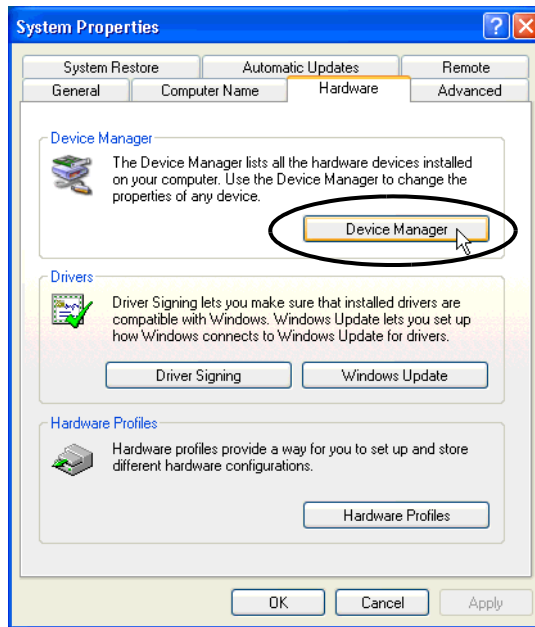 System Properties
System Restore Automatic Updates Remote
General Computer Name Hardware Advanced
Device Manager
The Device Manager lists all the hardware devices installed
on your computer. Use the Device Manager to change the
properties of any device.
Device Manager
Drivers
Driver Signing lets you make sure that installed drivers are
compatible with Windows. Windows Update lets you set up
how Windows connects to Windows Update for drivers.
Driver Signing Windows Update
Hardware Profiles
Hardware profiles provide a way for you to set up and store
different hardware configurations.
Hardware Profiles
OK Cancel Apply